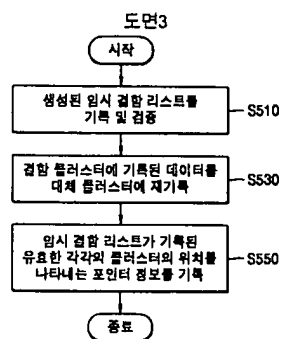 도면3
시작
생성된 임시 결함 리스트를
기록 및 검증
S510
결함 클러스터에 기록된 데이터를
대체 클러스터에 재기록
S530
임시 결함 리스트가 기록된
유효한 각각의 클러스터의 위치를
나타내는 포인터 정보를 기록
S550
종료